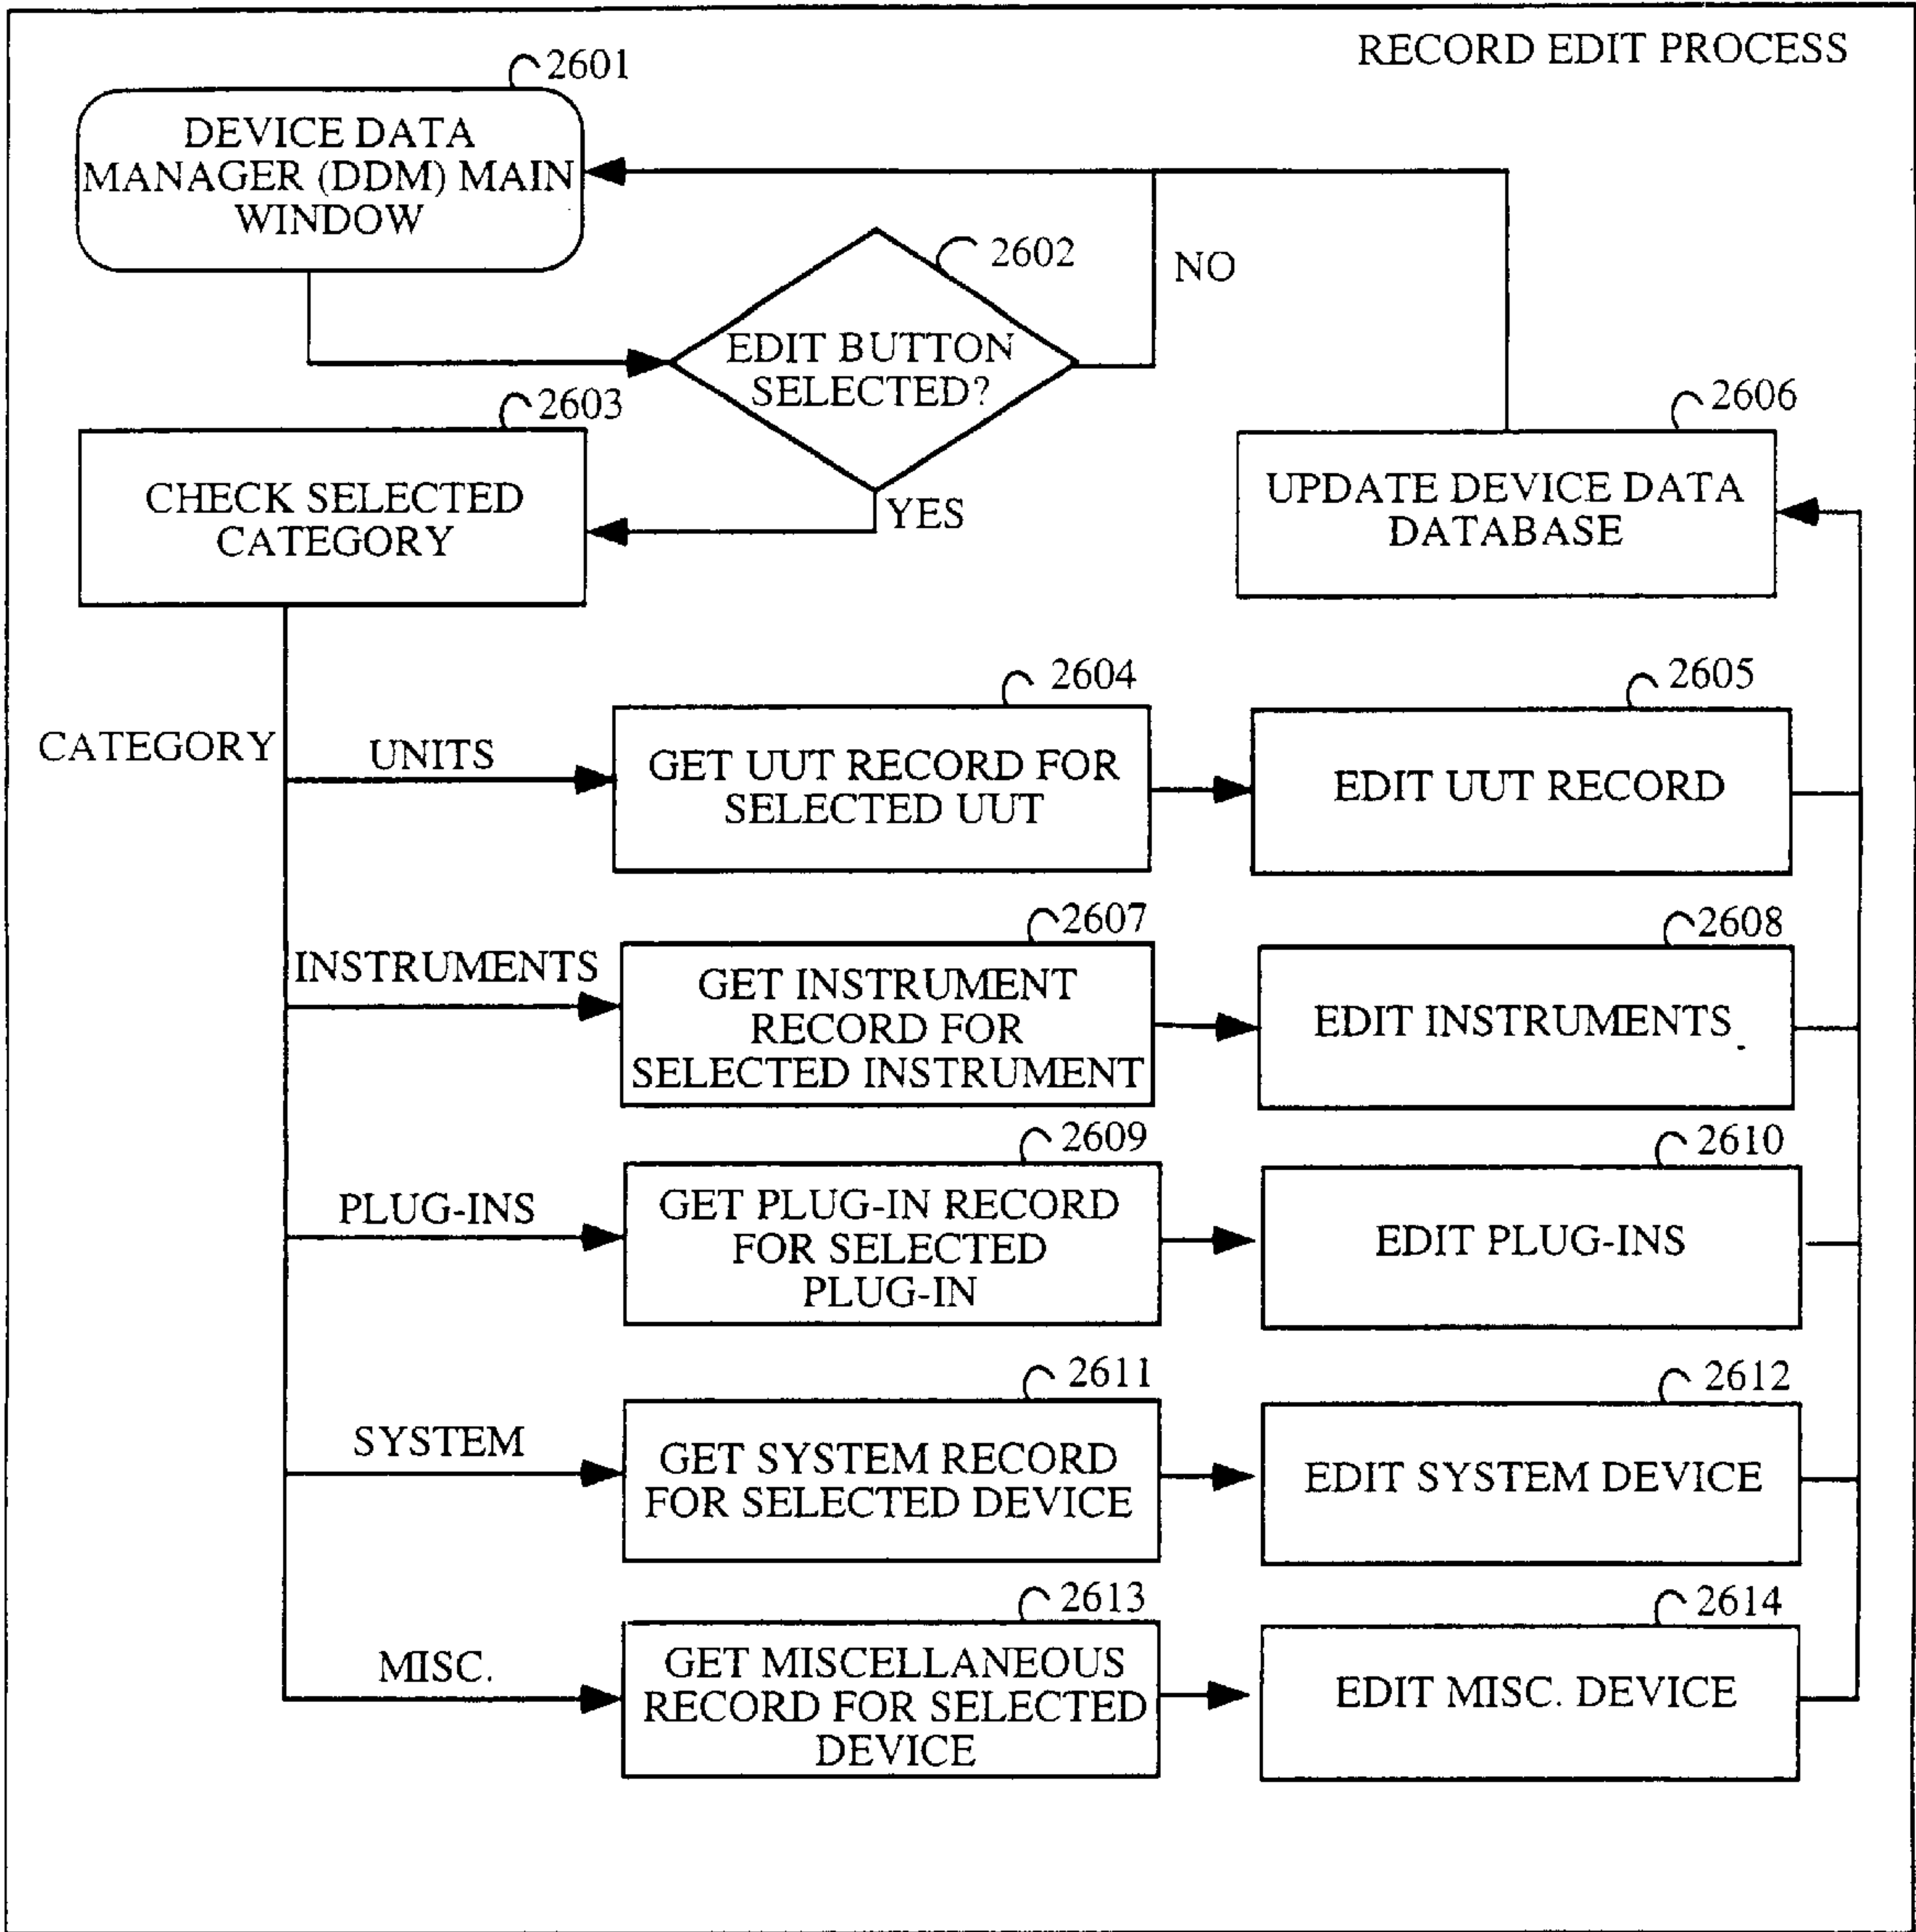 RECORD EDIT PROCESS
2601
DEVICE DATA
MANAGER (DDM) MAIN
WINDOW
2602
NO
EDIT BUTTON
SELECTED?
YES
2603
CHECK SELECTED
CATEGORY
2606
UPDATE DEVICE DATA
DATABASE
CATEGORY
UNITS
2604
GET UUT RECORD FOR
SELECTED UUT
2605
EDIT UUT RECORD
INSTRUMENTS
2607
GET INSTRUMENT
RECORD FOR
SELECTED INSTRUMENT
2608
EDIT INSTRUMENTS
PLUG-INS
2609
GET PLUG-IN RECORD
FOR SELECTED
PLUG-IN
2610
EDIT PLUG-INS
SYSTEM
2611
GET SYSTEM RECORD
FOR SELECTED DEVICE
2612
EDIT SYSTEM DEVICE
MISC.
2613
GET MISCELLANEOUS
RECORD FOR SELECTED
DEVICE
2614
EDIT MISC. DEVICE